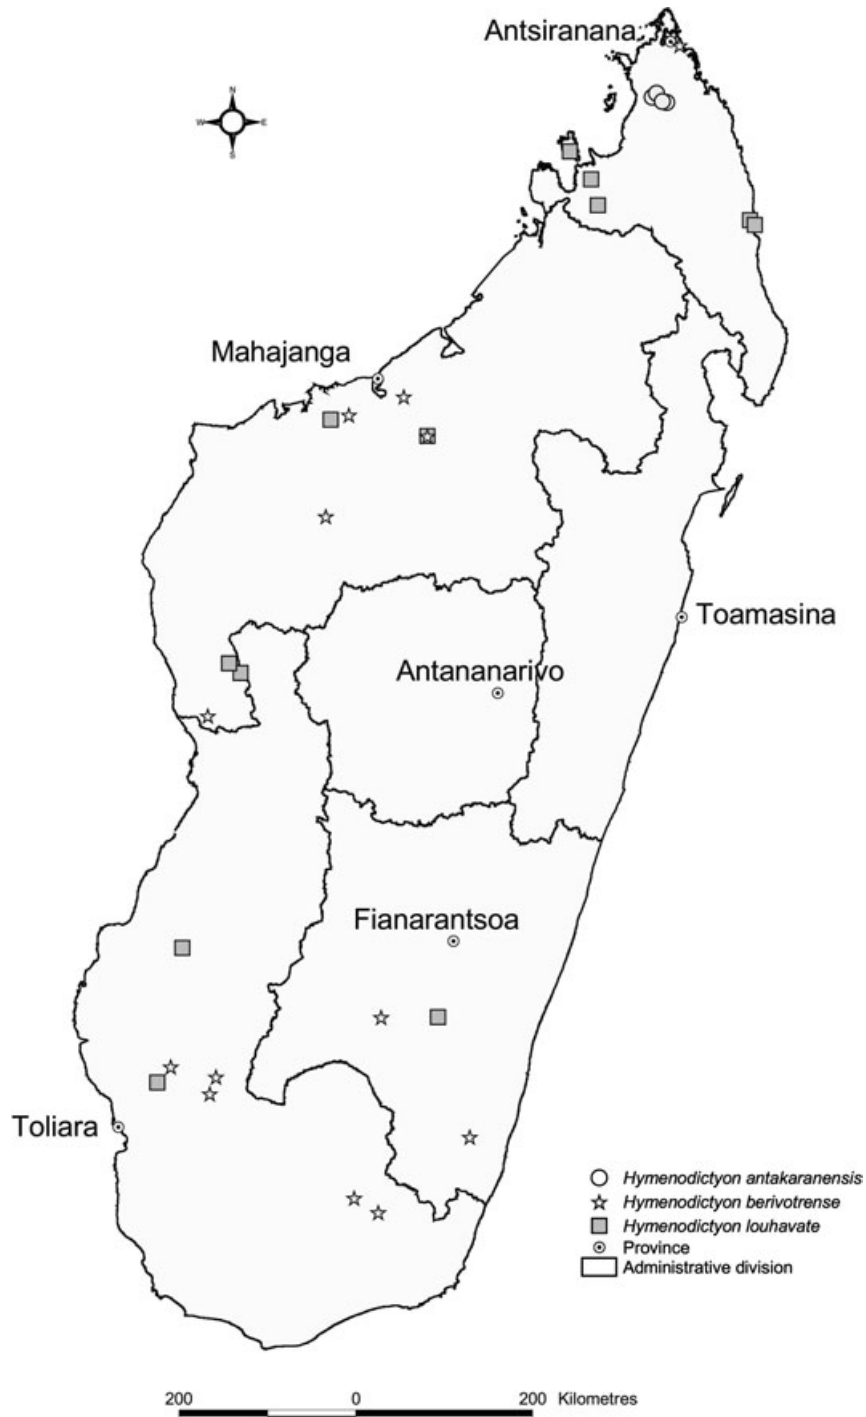 Antsiranana
N
W E
S
Mahajanga
Toamasina
Antananarivo
Fianarantsoa
Toliara
Hymenodictyon antakaranensis
Hymenodictyon berivotrense
Hymenodictyon louhavate
Province
Administrative division
200 0 200 Kilometres